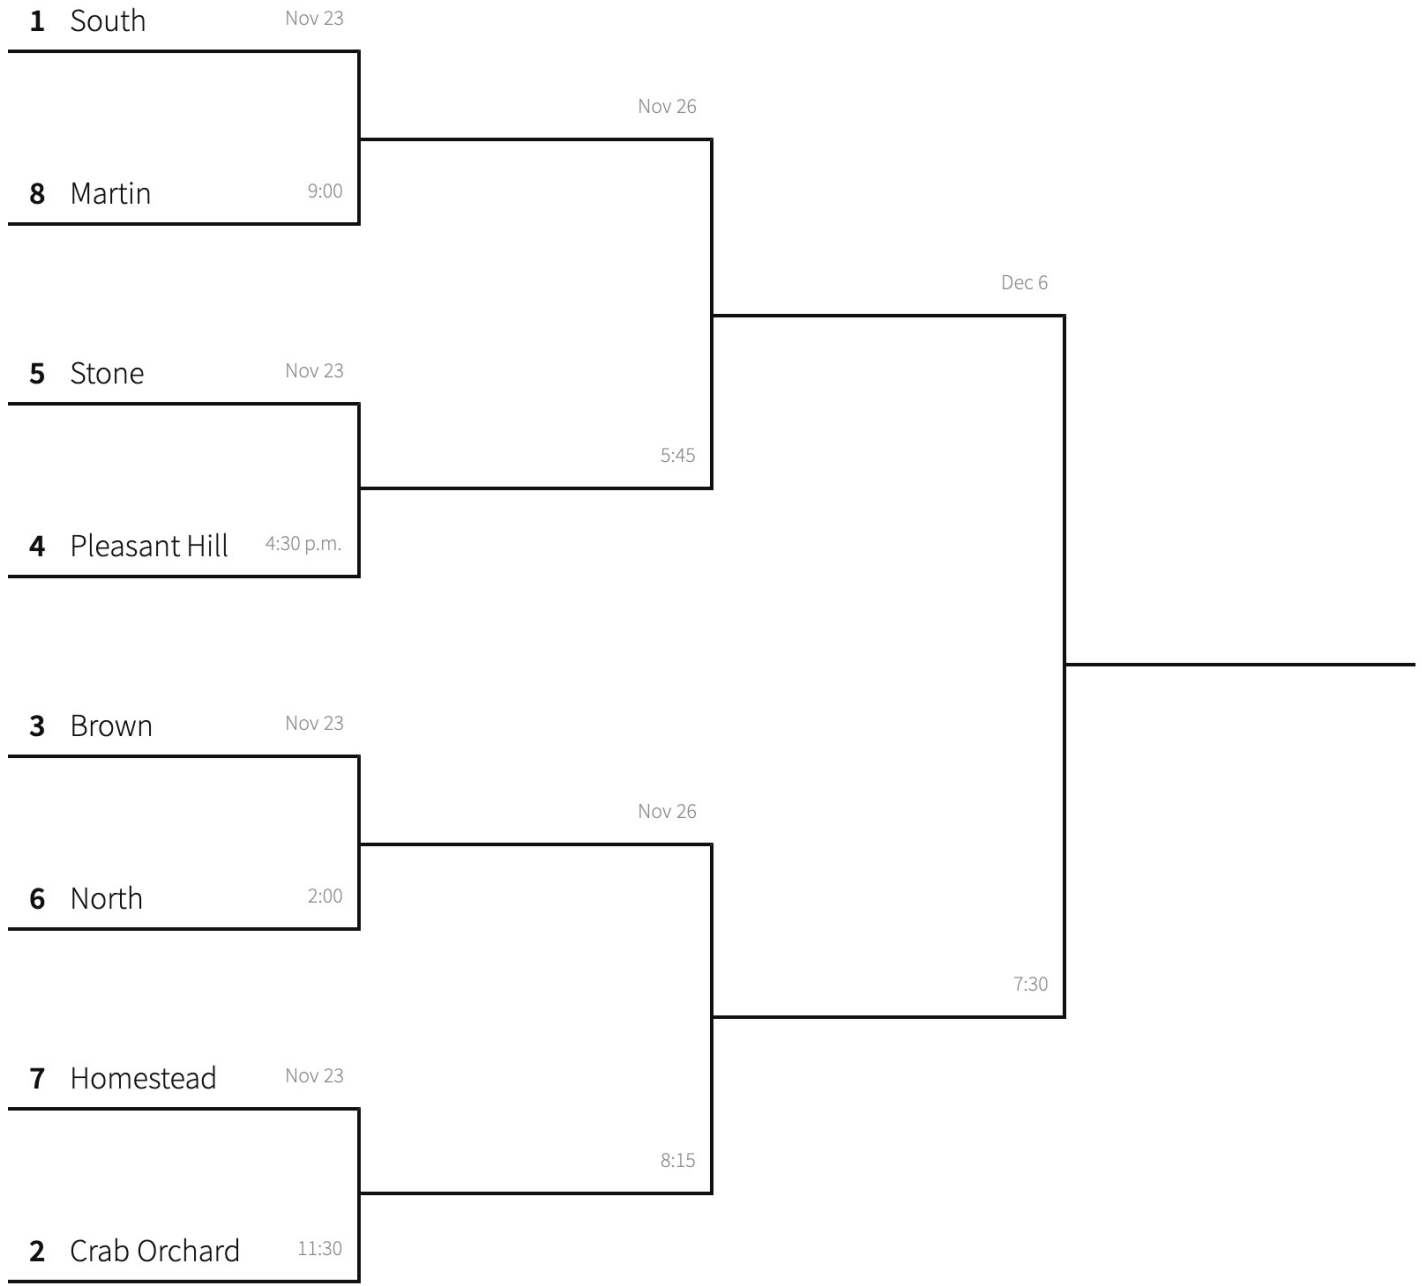 1 South Nov 23
Nov 26
8 Martin 9:00
Dec 6
5 Stone Nov 23
5:45
4 Pleasant Hill 4:30 p.m.
3 Brown Nov 23
Nov 26
6 North 2:00
7:30
7 Homestead Nov 23
8:15
2 Crab Orchard 11:30